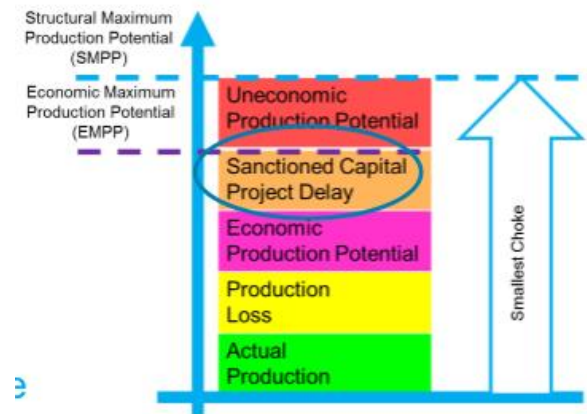 Structural Maximum
Production Potential
(SMPP)
Economic Maximum
Production Potential
(EMPP)
Uneconomic
Production Potential
Sanctioned Capital
Project Delay
Economic
Production Potential
Production
Loss
Actual
Production
Smallest Choke
e